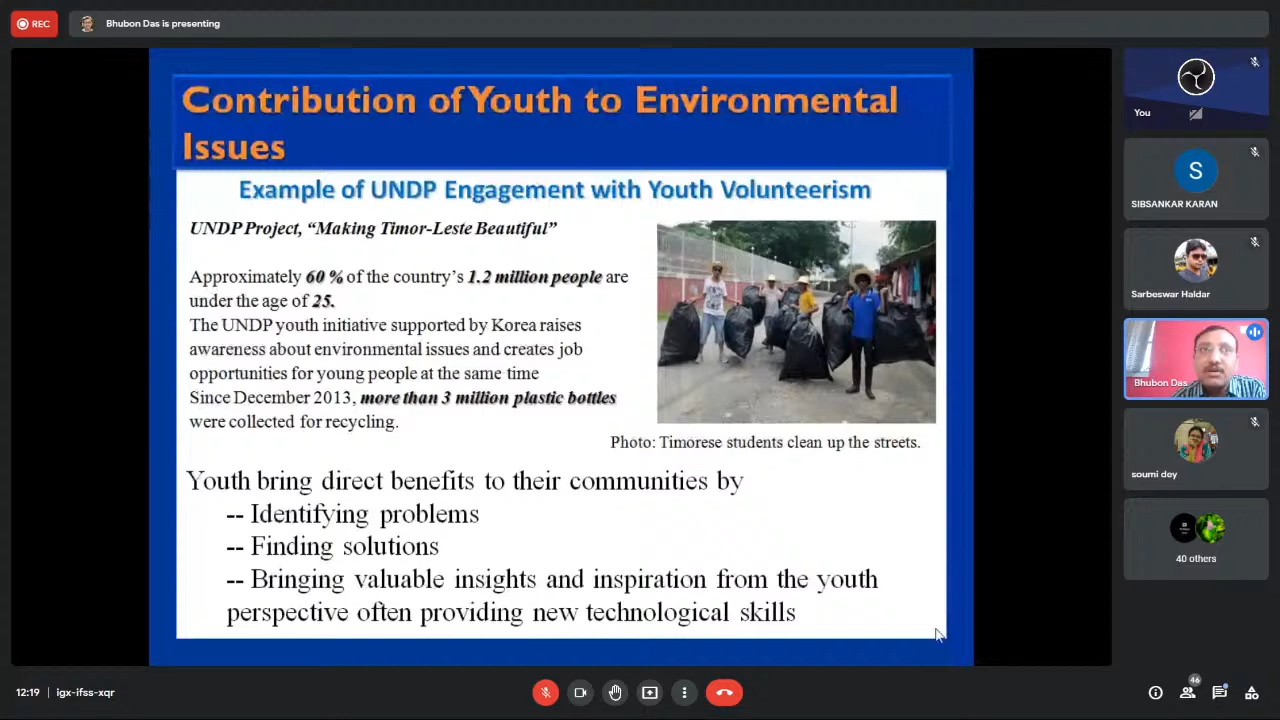 REC
Bhubon Das is presenting
Contribution of Youth to Environmental
Issues
Example of UNDP Engagement with Youth Volunteerism
UNDP Project, “Making Timor-Leste Beautiful”
Approximately 60 % of the country’s 1.2 million people are
under the age of 25.
The UNDP youth initiative supported by Korea raises
awareness about environmental issues and creates job
opportunities for young people at the same time
Since December 2013, more than 3 million plastic bottles
were collected for recycling.
Photo: Timorese students clean up the streets.
Youth bring direct benefits to their communities by
-- Identifying problems
-- Finding solutions
-- Bringing valuable insights and inspiration from the youth
perspective often providing new technological skills
You
S
SIBSANKAR KARAN
Sarbeswar Haldar
Bhubon Das
soumi dey
40 others
12:19 | igx-ifss-xqr
46